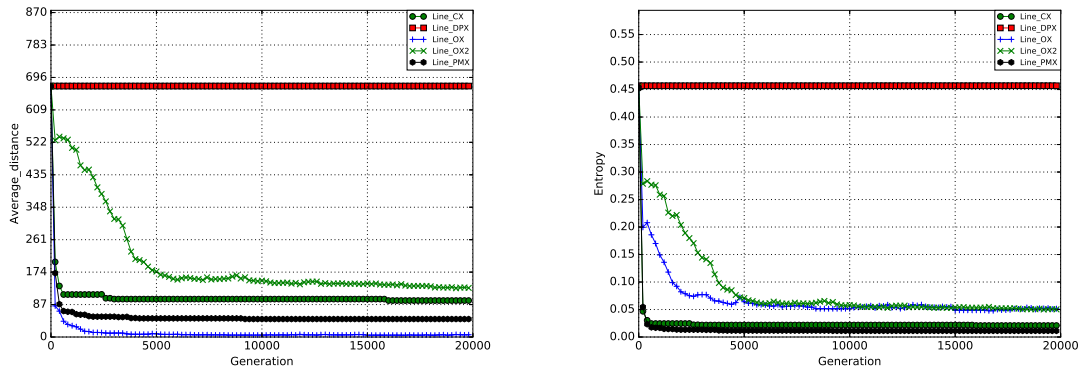 870
783
696
609
522
435
348
261
174
87
0
Average_distance
0
5000
10000
15000
20000
Generation
Line_CX
Line_DPX
Line_OX
Line_OX2
Line_PMX
0.55
0.50
0.45
0.40
0.35
0.30
0.25
0.20
0.15
0.10
0.05
0.00
Entropy
0
5000
10000
15000
20000
Generation
Line_CX
Line_DPX
Line_OX
Line_OX2
Line_PMX